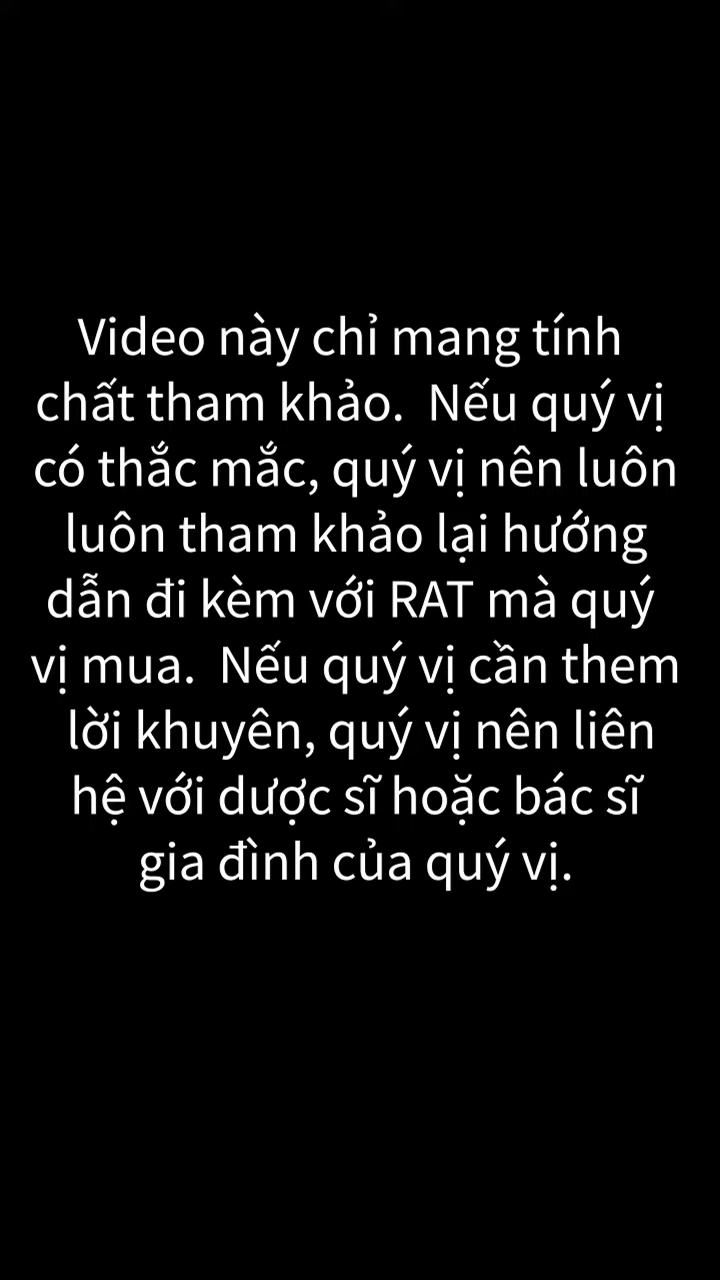 Video này chỉ mang tính
chất tham khảo.  Nếu quý vị
có thắc mắc, quý vị nên luôn
luôn tham khảo lại hướng
dẫn đi kèm với RAT mà quý
vị mua.  Nếu quý vị cần them
lời khuyên, quý vị nên liên
hệ với dược sĩ hoặc bác sĩ
gia đình của quý vị.